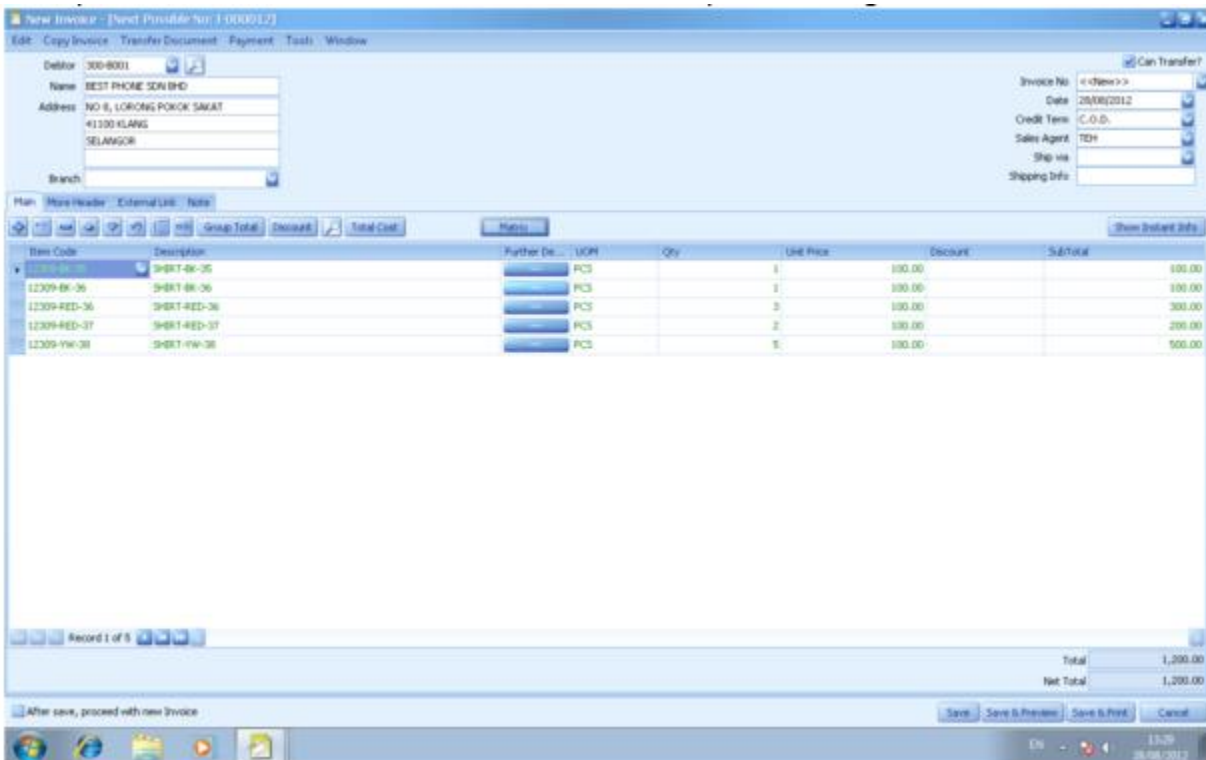 New Invoice - [Next Possible No: I-000012]
Edit Copy Invoice Transfer Document Payment Tools Window
Debtor 300-B001
Can Transfer?
Name BEST PHONE SDN BHD
Invoice No <<New>>
Address NO 8, LORONG POKOK SAKAT
Date 28/08/2012
41100 KLANG
Credit Term C.O.D.
SELANGOR
Sales Agent TEH
Ship via
Branch
Shipping Info
Main More Header External Link Note
Group Total Discount Total Cost Matrix Show Instant Info
Item Code Description Further De... UOM Qty Unit Price Discount SubTotal
SHIRT-BK-35 PCS 1 100.00 100.00
12309-BK-36 SHIRT-BK-36 PCS 1 100.00 100.00
12309-RED-36 SHIRT-RED-36 PCS 3 100.00 300.00
12309-RED-37 SHIRT-RED-37 PCS 2 100.00 200.00
12309-YW-38 SHIRT-YW-38 PCS 5 100.00 500.00
Record 1 of 5
Total 1,200.00
Net Total 1,200.00
After save, proceed with new Invoice
Save Save & Preview Save & Print Cancel
EN 13:29
28/08/2012